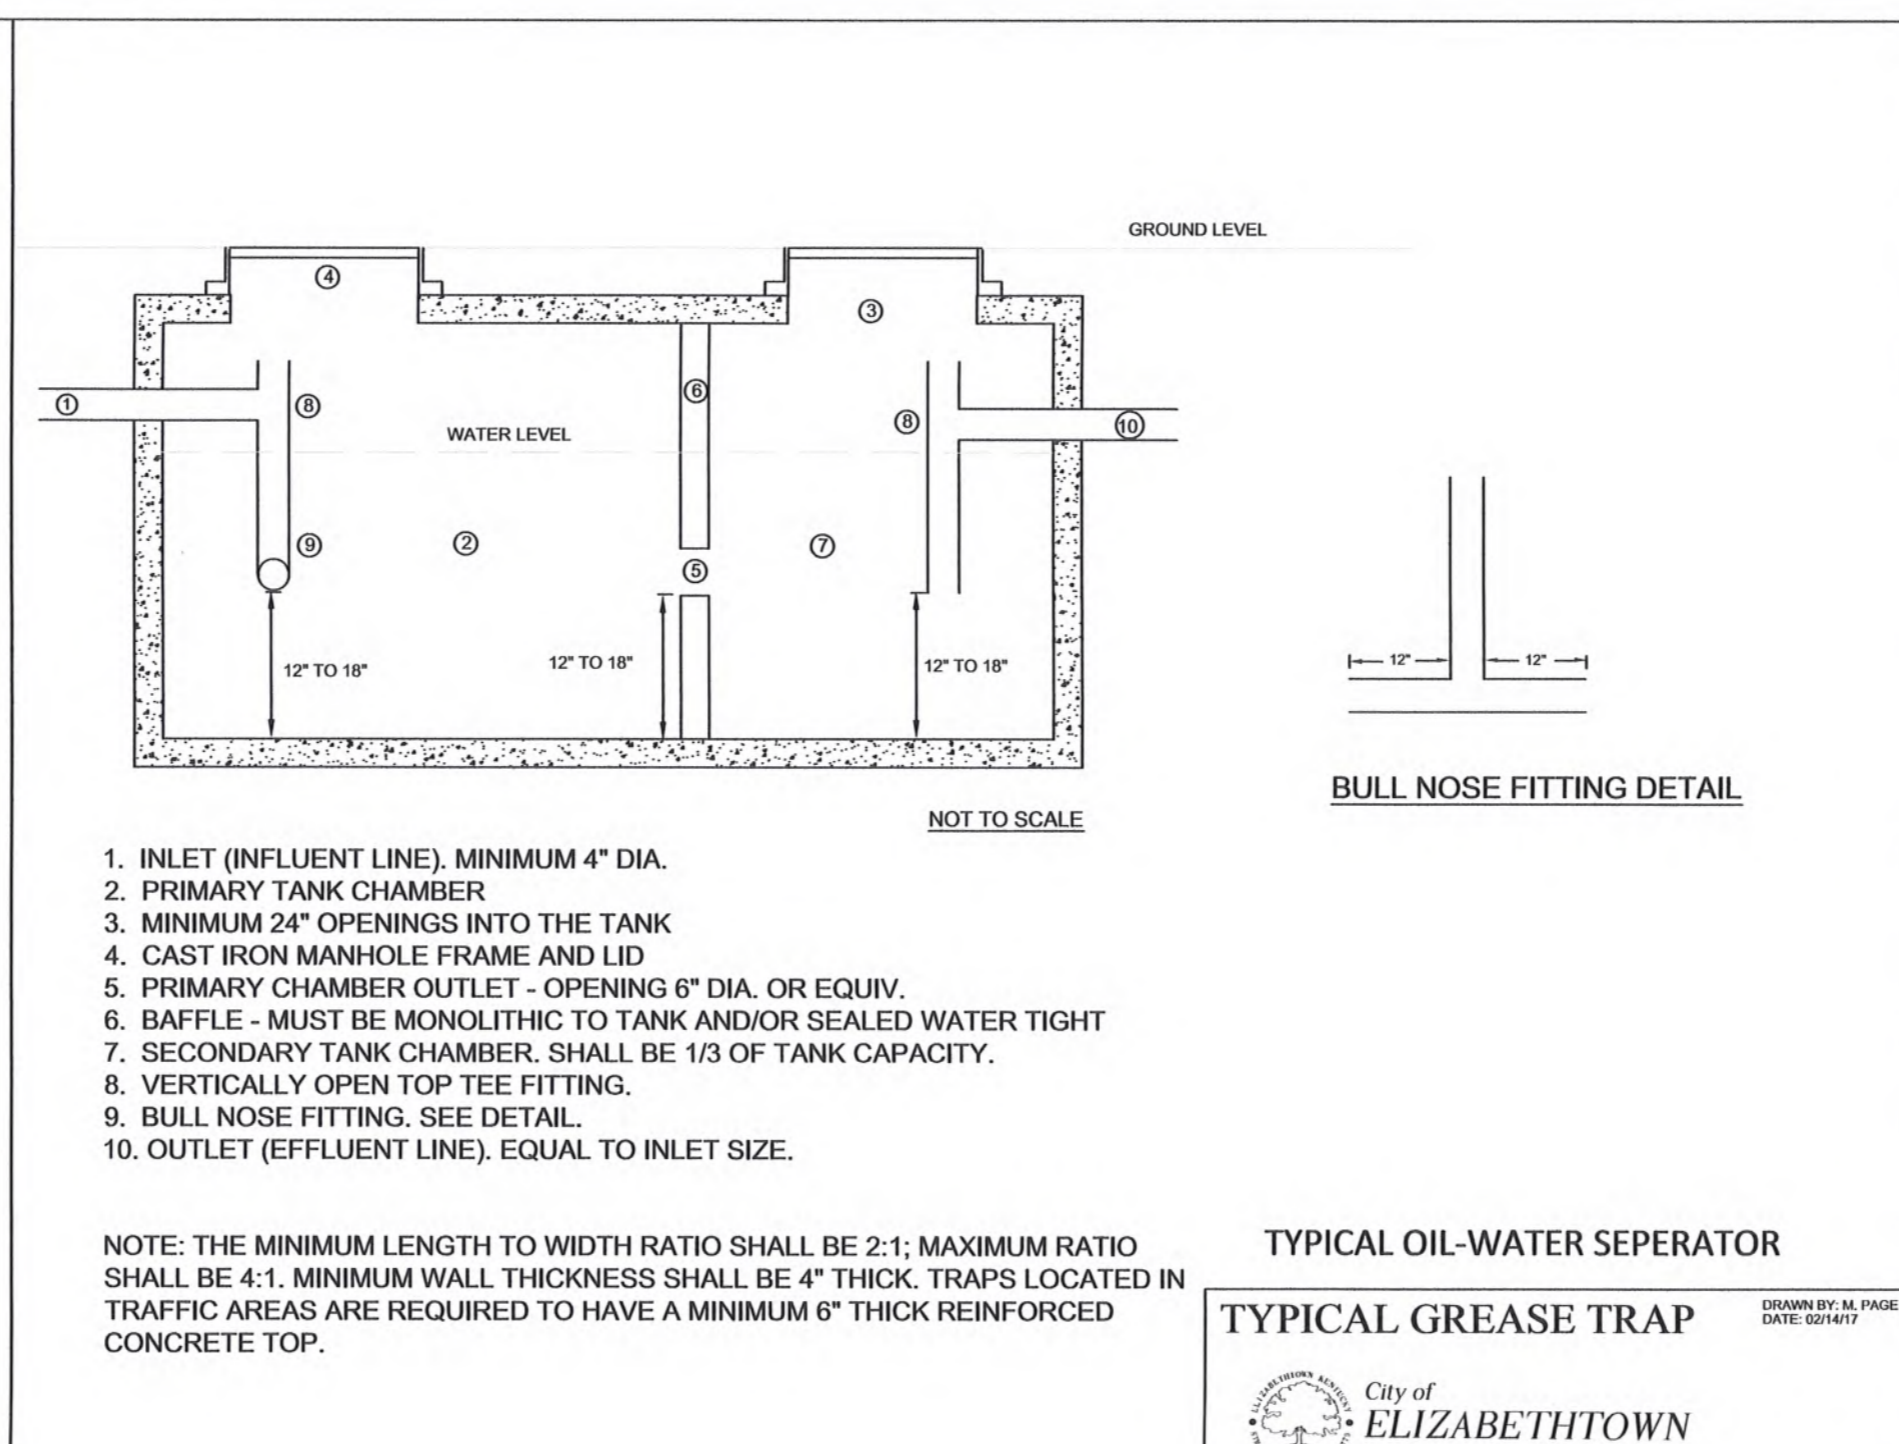 GROUND LEVEL
④
③
⑥
①
⑧
⑧
⑩
WATER LEVEL
⑨
②
⑦
⑤
12" TO 18"
12" TO 18"
12" TO 18"
12"
12"
BULL NOSE FITTING DETAIL
NOT TO SCALE
1. INLET (INFLUENT LINE). MINIMUM 4" DIA.
2. PRIMARY TANK CHAMBER
3. MINIMUM 24" OPENINGS INTO THE TANK
4. CAST IRON MANHOLE FRAME AND LID
5. PRIMARY CHAMBER OUTLET - OPENING 6" DIA. OR EQUIV.
6. BAFFLE - MUST BE MONOLITHIC TO TANK AND/OR SEALED WATER TIGHT
7. SECONDARY TANK CHAMBER. SHALL BE 1/3 OF TANK CAPACITY.
8. VERTICALLY OPEN TOP TEE FITTING.
9. BULL NOSE FITTING. SEE DETAIL.
10. OUTLET (EFFLUENT LINE). EQUAL TO INLET SIZE.
NOTE: THE MINIMUM LENGTH TO WIDTH RATIO SHALL BE 2:1; MAXIMUM RATIO
SHALL BE 4:1. MINIMUM WALL THICKNESS SHALL BE 4" THICK. TRAPS LOCATED IN
TRAFFIC AREAS ARE REQUIRED TO HAVE A MINIMUM 6" THICK REINFORCED
CONCRETE TOP.
TYPICAL OIL-WATER SEPERATOR
TYPICAL GREASE TRAP
DRAWN BY: M. PAGE
DATE: 02/14/17
ELIZABETHTOWN KENTUCKY
City of
ELIZABETHTOWN